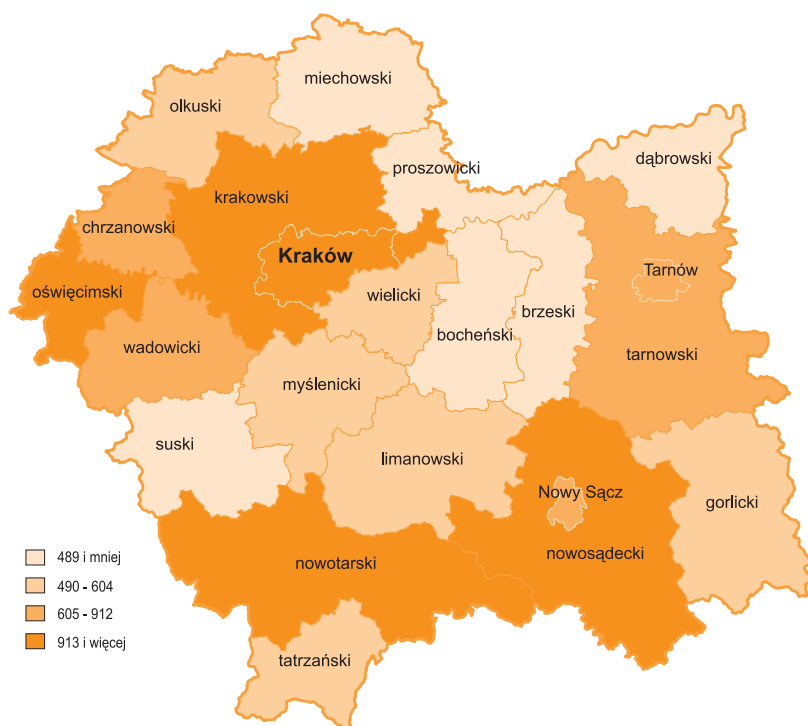 miechowski
olkuski
dąbrowski
proszowicki
krakowski
chrzanowski
Kraków
Tarnów
oświęcimski
wielicki
brzeski
bocheński
wadowicki
tarnowski
myślenicki
suski
limanowski
Nowy Sącz
gorlicki
nowosądecki
nowotarski
tatrzański
489 i mniej
490 - 604
605 - 912
913 i więcej